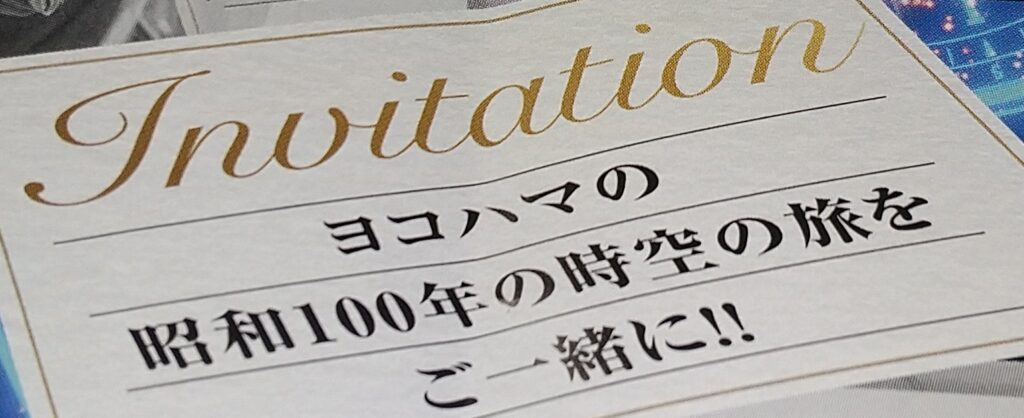 Invitation
ヨコハマの
昭和100年の時空の旅を
ご一緒に!!